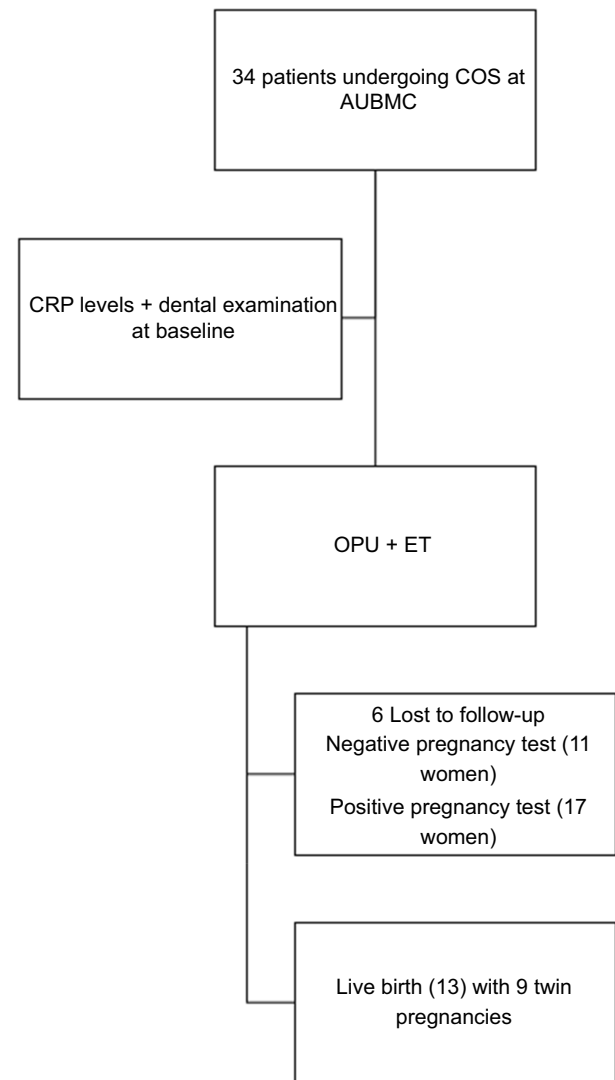 34 patients undergoing COS at
AUBMC
CRP levels + dental examination
at baseline
OPU + ET
6 Lost to follow-up
Negative pregnancy test (11
women)
Positive pregnancy test (17
women)
Live birth (13) with 9 twin
pregnancies